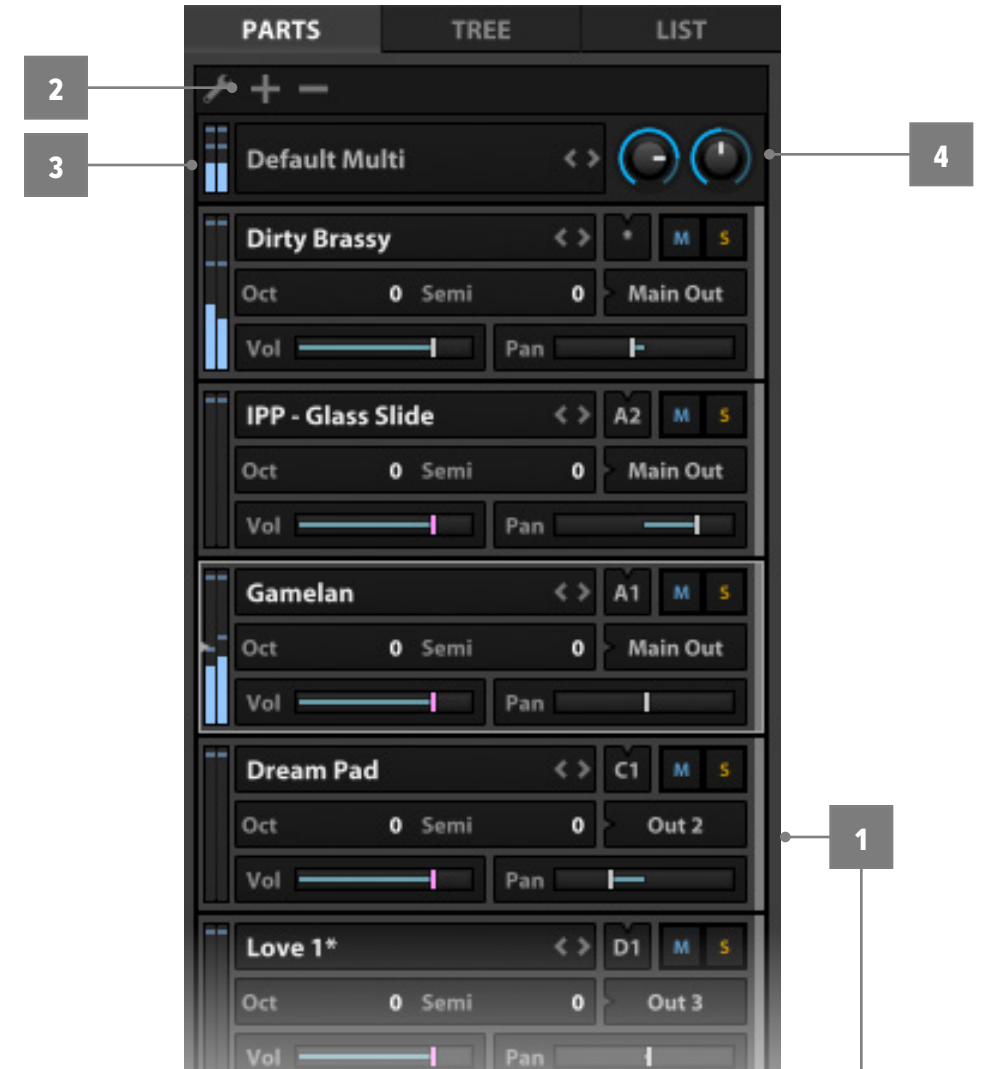 PARTS TREE LIST
2
3 Default Multi < > 4
Dirty Brassy < > * M S
Oct 0 Semi 0 Main Out
Vol Pan
IPP - Glass Slide < > A2 M S
Oct 0 Semi 0 Main Out
Vol Pan
Gamelan < > A1 M S
Oct 0 Semi 0 Main Out
Vol Pan
Dream Pad < > C1 M S
Oct 0 Semi 0 Out 2
1
Vol Pan
Love 1* < > D1 M S
Oct 0 Semi 0 Out 3
Vol Pan